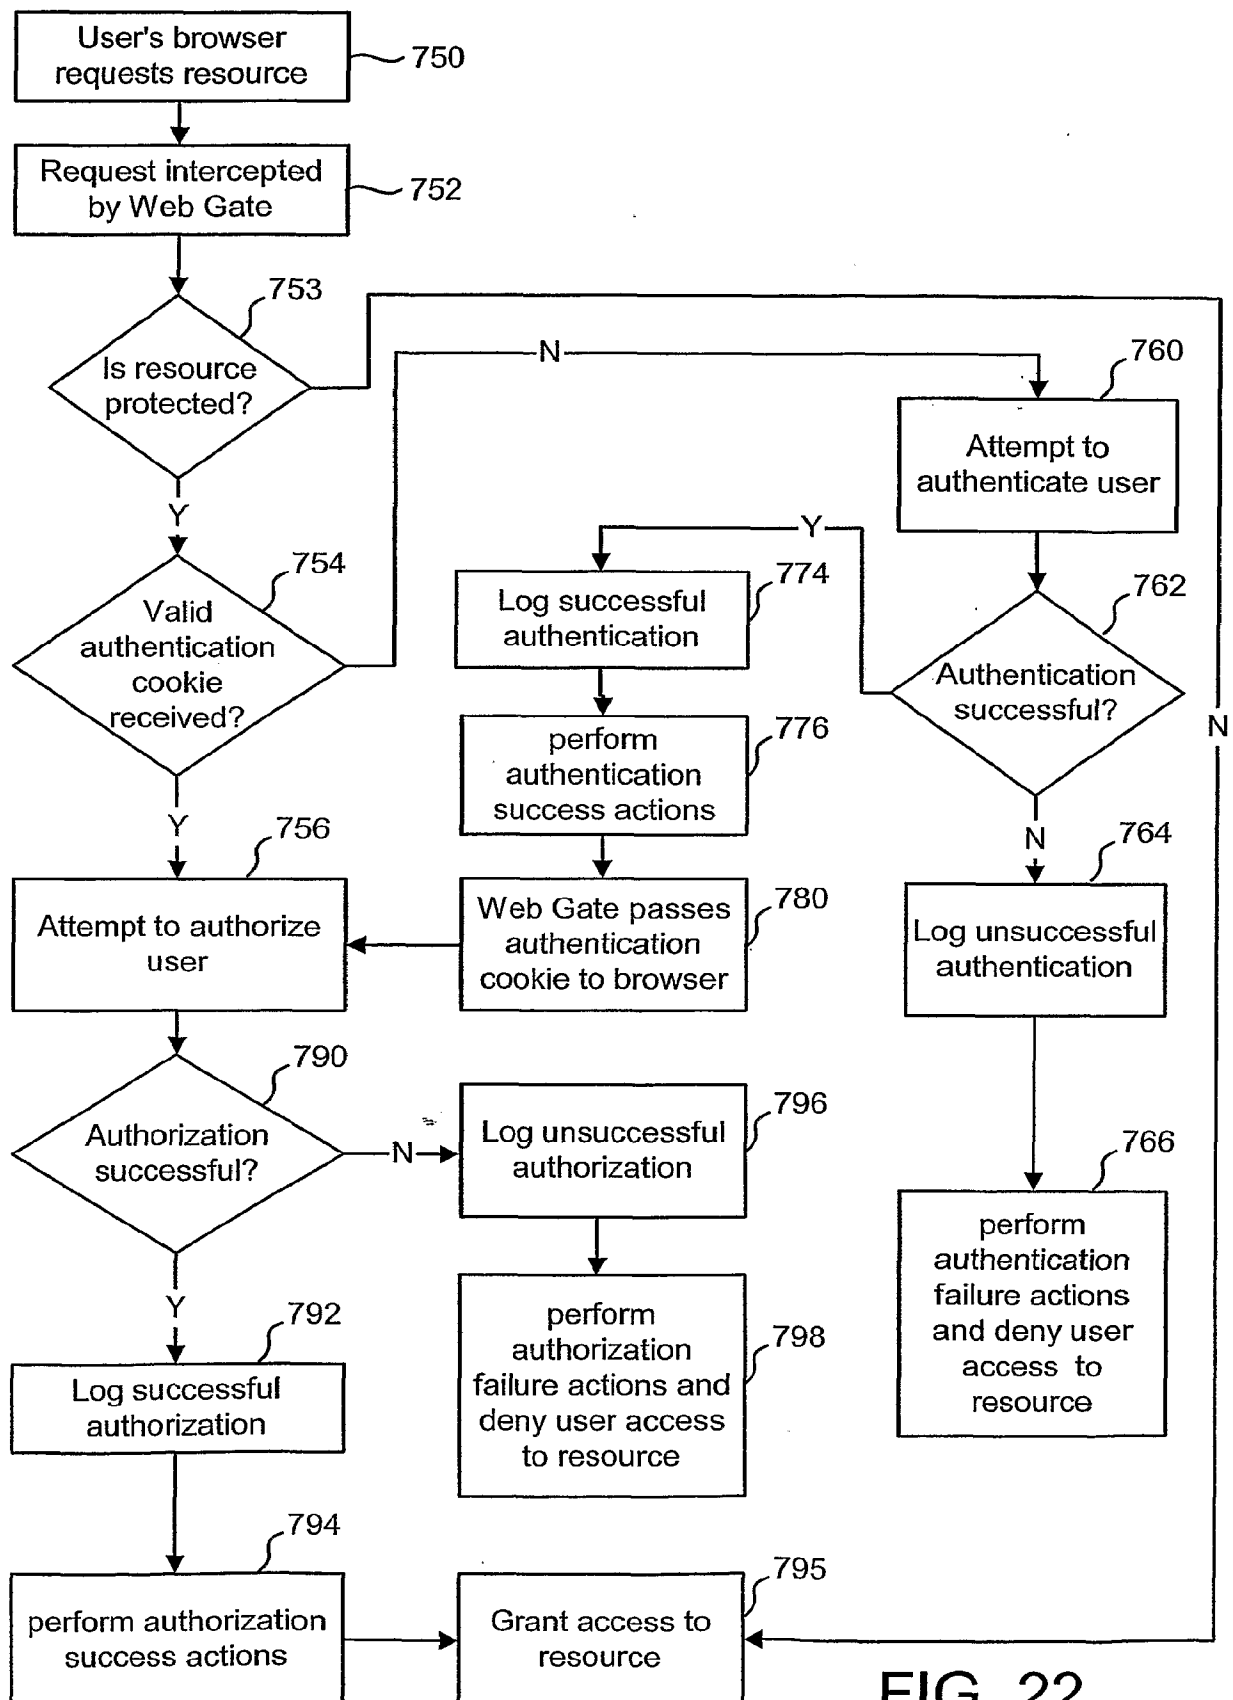 User's browser
requests resource
750
Request intercepted
by Web Gate
752
753
Is resource
protected?
N
760
Attempt to
authenticate user
Y
Y
754
Valid
authentication
cookie
received?
774
Log successful
authentication
762
Authentication
successful?
N
776
perform
authentication
success actions
Y
756
Attempt to authorize
user
780
Web Gate passes
authentication
cookie to browser
N
764
Log unsuccessful
authentication
790
Authorization
successful?
N
796
Log unsuccessful
authorization
766
perform
authentication
failure actions
and deny user
access to
resource
Y
792
Log successful
authorization
798
perform
authorization
failure actions and
deny user access
to resource
794
perform authorization
success actions
795
Grant access to
resource
FIG. 22